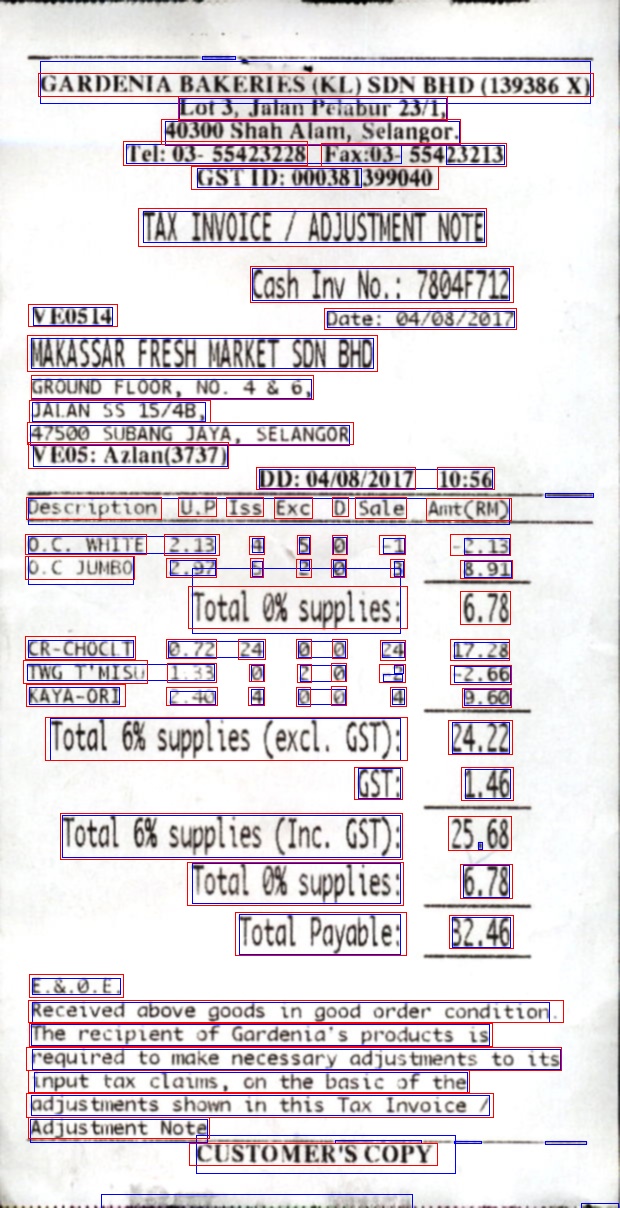 GARDENIA BAKERIES (KL) SDN BHD (139386 X)
Lot 3, Jalan Pelabur 23/1,
40300 Shah Alam, Selangor.
Tel: 03- 55423228 Fax:03- 55423213
GST ID: 000381399040
TAX INVOICE / ADJUSTMENT NOTE
Cash Inv No.: 7804F712
VE0514 Date: 04/08/2017
MAKASSAR FRESH MARKET SDN BHD
GROUND FLOOR, NO. 4 & 6,
JALAN SS 15/4B,
47500 SUBANG JAYA, SELANGOR
VE05: Azlan(3737)
DD: 04/08/2017 10:56
Description U.P Iss Exc D Sale Amt(RM)
O.C. WHITE 2.13 4 5 0 -1 -2.13
O.C JUMBO 2.97 5 2 0 3 8.91
Total 0% supplies: 6.78
CR-CHOCLT 0.72 24 0 0 24 17.28
TWG T'MISU 1.33 0 2 0 -2 -2.66
KAYA-ORI 2.40 4 0 0 4 9.60
Total 6% supplies (excl. GST): 24.22
GST: 1.46
Total 6% supplies (Inc. GST): 25.68
Total 0% supplies: 6.78
Total Payable: 32.46
E.&.O.E.
Received above goods in good order condition.
The recipient of Gardenia's products is
required to make necessary adjustments to its
input tax claims, on the basic of the
adjustments shown in this Tax Invoice /
Adjustment Note
CUSTOMER'S COPY